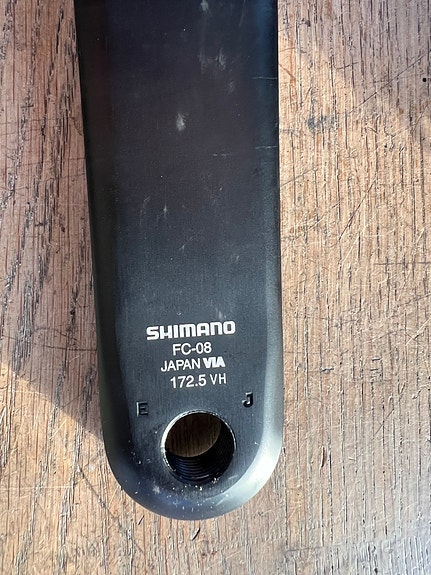 SHIMANO
FC-08
JAPAN VIA
172.5 VH
E J